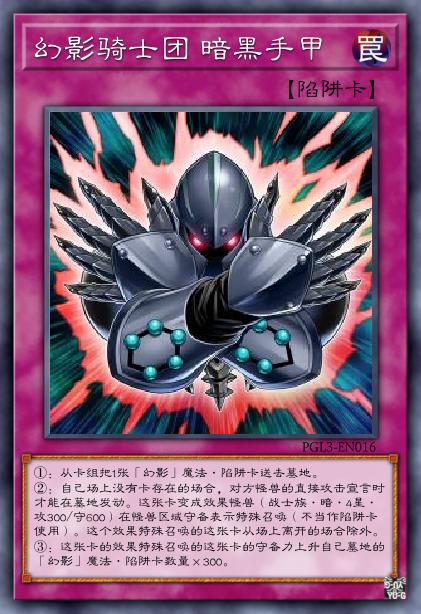 幻影骑士团 暗黑手甲 罠
【陷阱卡】
PGL3-EN016
①：从卡组把1张「幻影」魔法·陷阱卡送去墓地。
②：自己场上没有卡存在的场合，对方怪兽的直接攻击宣言时
才能在墓地发动。这张卡变成效果怪兽（战士族·暗·4星·
攻300/守600）在怪兽区域守备表示特殊召唤（不当作陷阱卡
使用）。这个效果特殊召唤的这张卡从场上离开的场合除外。
③：这张卡的效果特殊召唤的这张卡的守备力上升自己墓地的
「幻影」魔法·陷阱卡数量×300。